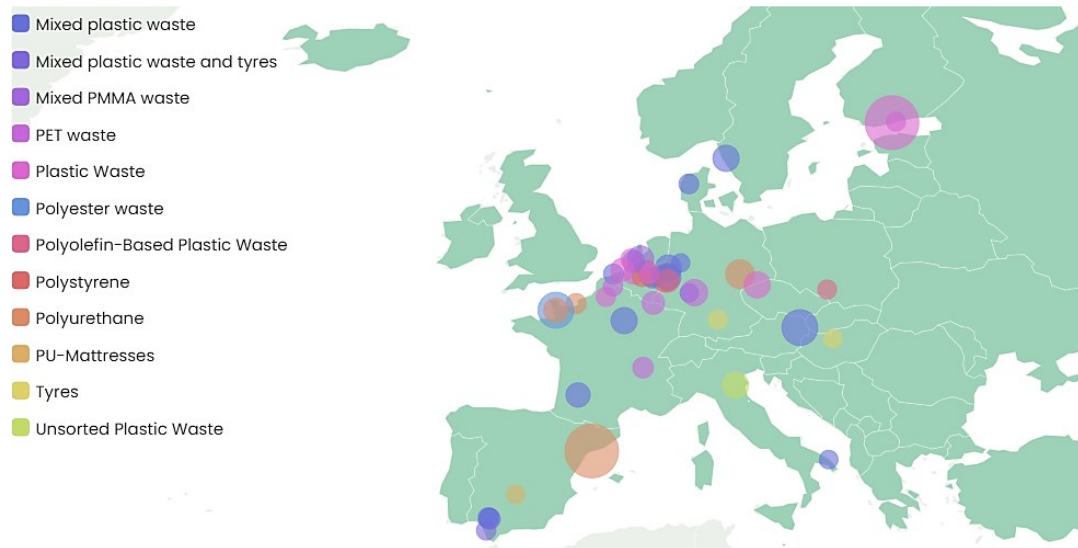 Mixed plastic waste
Mixed plastic waste and tyres
Mixed PMMA waste
PET waste
Plastic Waste
Polyester waste
Polyolefin-Based Plastic Waste
Polystyrene
Polyurethane
PU-Mattresses
Tyres
Unsorted Plastic Waste